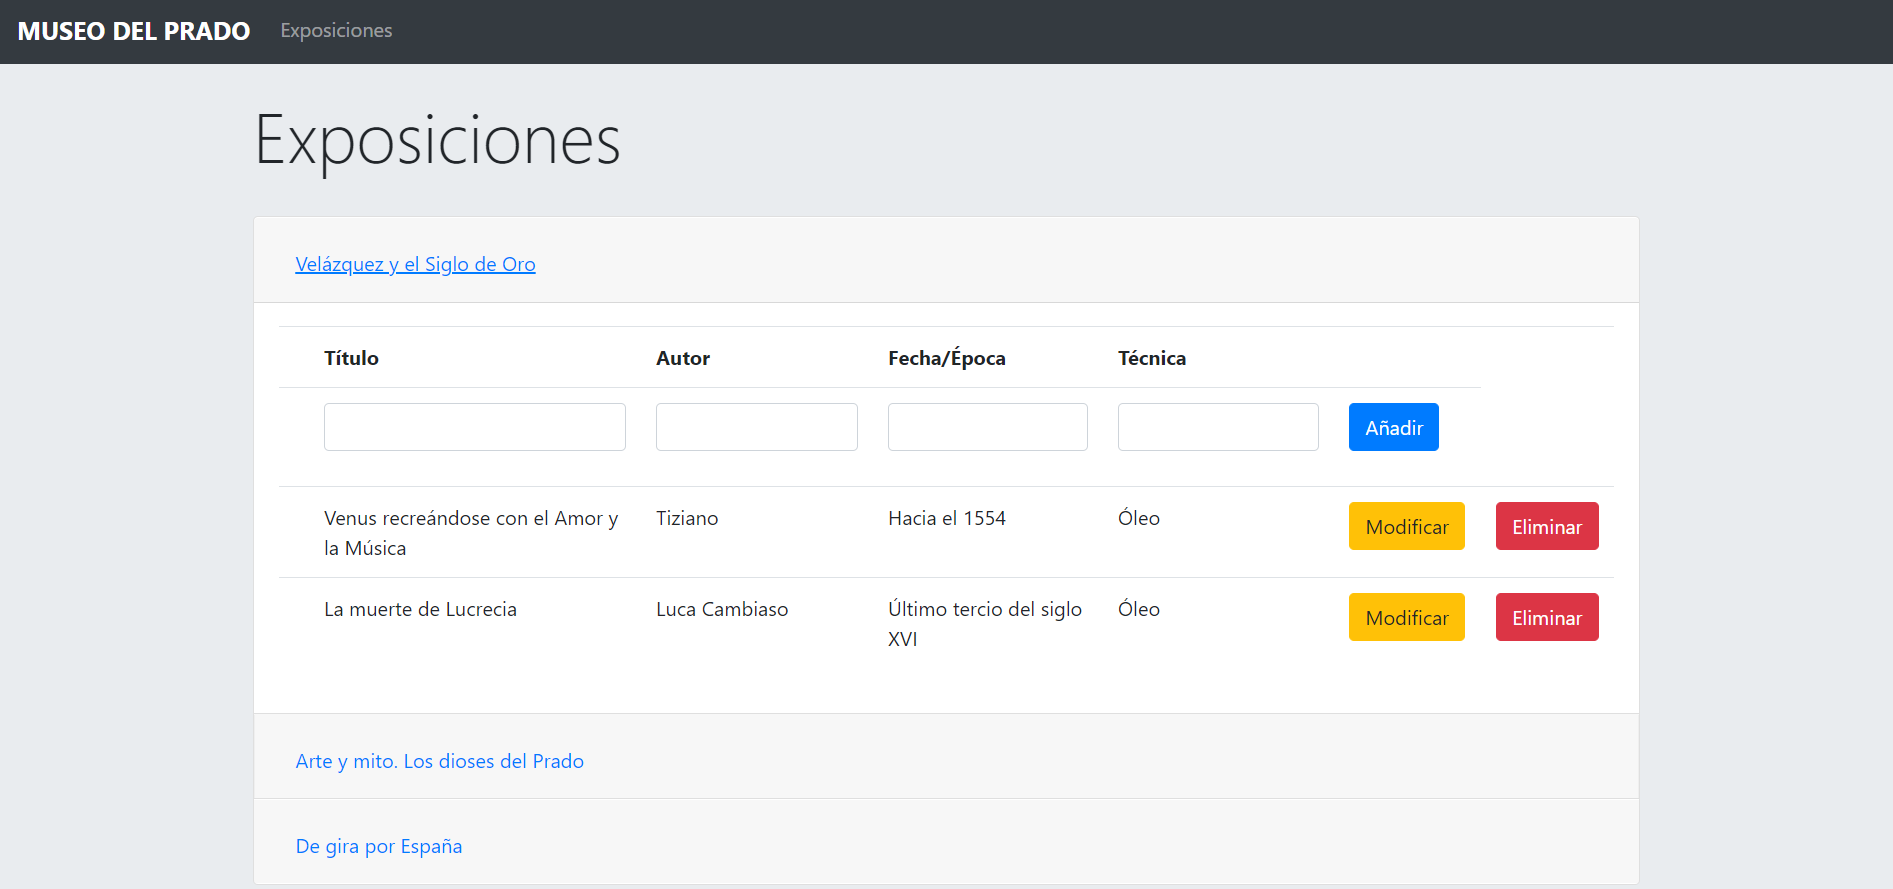 MUSEO DEL PRADO Exposiciones
Exposiciones
Velázquez y el Siglo de Oro
Título Autor Fecha/Época Técnica
Añadir
Venus recreándose con el Amor y Tiziano Hacia el 1554 Óleo Modificar Eliminar
la Música
La muerte de Lucrecia Luca Cambiaso Último tercio del siglo Óleo Modificar Eliminar
XVI
Arte y mito. Los dioses del Prado
De gira por España